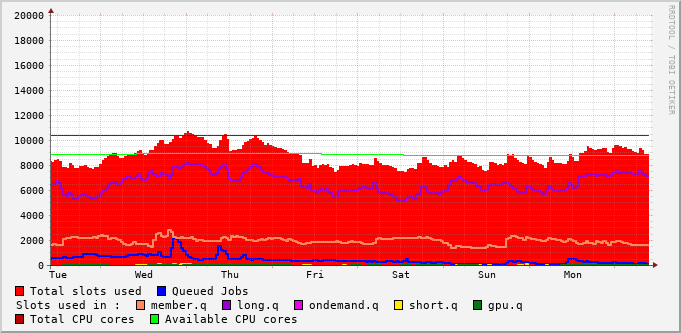 20000
18000
16000
14000
12000
10000
8000
6000
4000
2000
0
Tue Wed Thu Fri Sat Sun Mon
Total slots used Queued Jobs
Slots used in : member.q long.q ondemand.q short.q gpu.q
Total CPU cores Available CPU cores
RRDTOOL / TOBI OETIKER